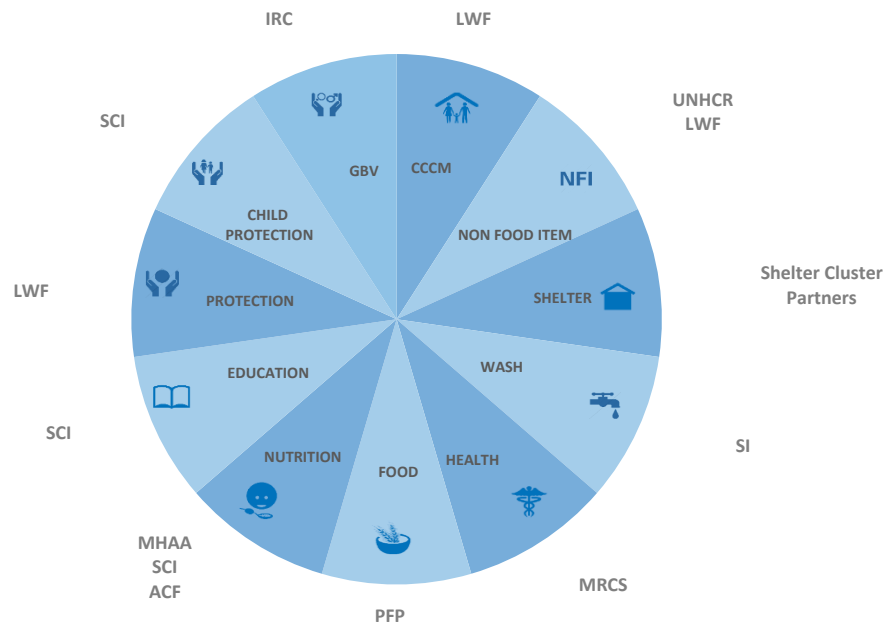 IRC
LWF
SCI
UNHCR
LWF
GBV
CCCM
NFI
CHILD
PROTECTION
NON FOOD ITEM
LWF
PROTECTION
SHELTER
Shelter Cluster
Partners
EDUCATION
WASH
SCI
SI
NUTRITION
FOOD
HEALTH
MHAA
SCI
ACF
PFP
MRCS